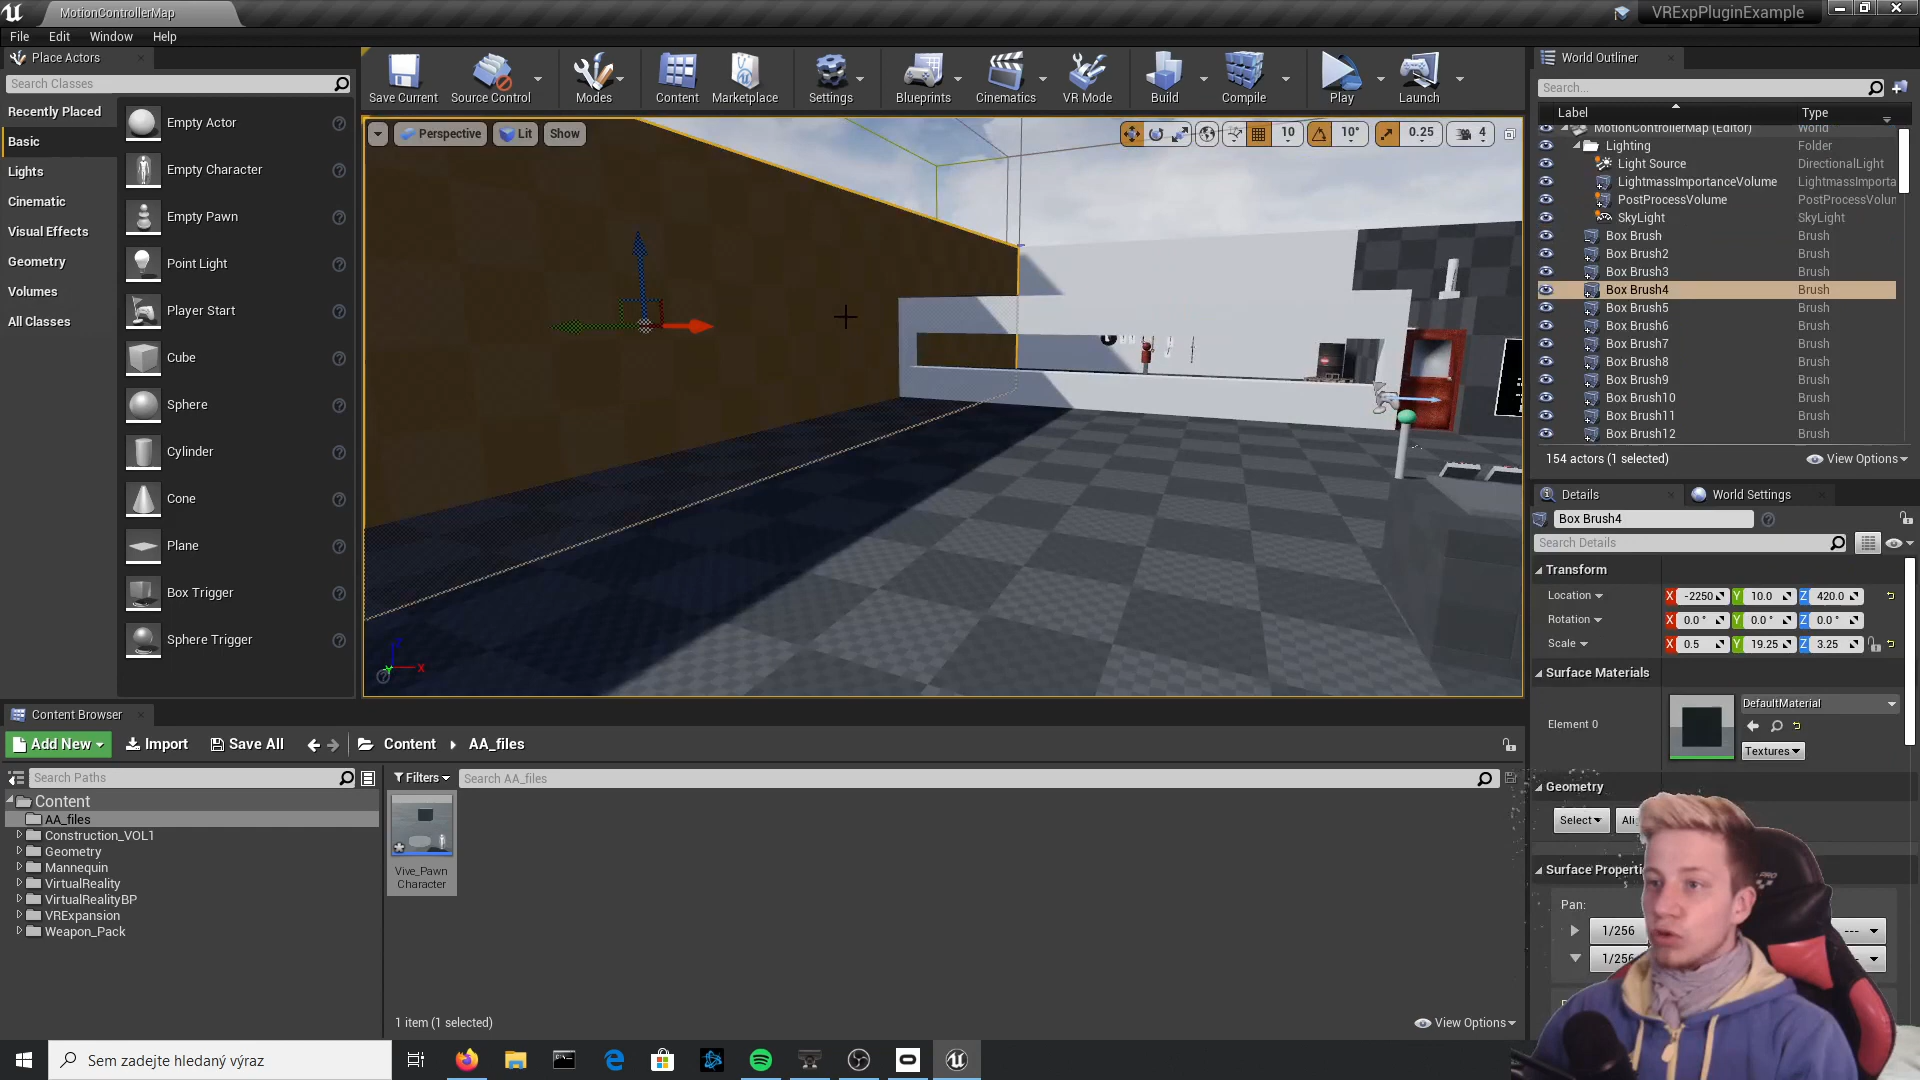 MotionControllerMap
VRExpPluginExample
File Edit Window Help
Place Actors
Search Classes
Recently Placed
Basic
Lights
Cinematic
Visual Effects
Geometry
Volumes
All Classes
Empty Actor
Empty Character
Empty Pawn
Point Light
Player Start
Cube
Sphere
Cylinder
Cone
Plane
Box Trigger
Sphere Trigger
Save Current
Source Control
Modes
Content
Marketplace
Settings
Blueprints
Cinematics
VR Mode
Build
Compile
Play
Launch
Perspective Lit Show
10 10° 0.25 4
Z
X
Y
World Outliner
Search...
Label Type
MotionControllerMap (Editor) World
Lighting Folder
Light Source DirectionalLight
LightmassImportanceVolume LightmassImporta
PostProcessVolume PostProcessVolun
SkyLight SkyLight
Box Brush Brush
Box Brush2 Brush
Box Brush3 Brush
Box Brush4 Brush
Box Brush5 Brush
Box Brush6 Brush
Box Brush7 Brush
Box Brush8 Brush
Box Brush9 Brush
Box Brush10 Brush
Box Brush11 Brush
Box Brush12 Brush
154 actors (1 selected) View Options
Details World Settings
Box Brush4
Search Details
Transform
Location X -2250 Y 10.0 Z 420.0
Rotation X 0.0 ° Y 0.0 ° Z 0.0 °
Scale X 0.5 Y 19.25 Z 3.25
Surface Materials
Element 0
DefaultMaterial
Textures
Geometry
Select Ali
Surface Properti
Pan:
1/256 ---
1/256
Content Browser
Add New Import Save All Content AA_files
Search Paths
Content
AA_files
Construction_VOL1
Geometry
Mannequin
VirtualReality
VirtualRealityBP
VRExpansion
Weapon_Pack
Filters Search AA_files
Vive_Pawn
Character
1 item (1 selected) View Options
Sem zadejte hledaný výraz